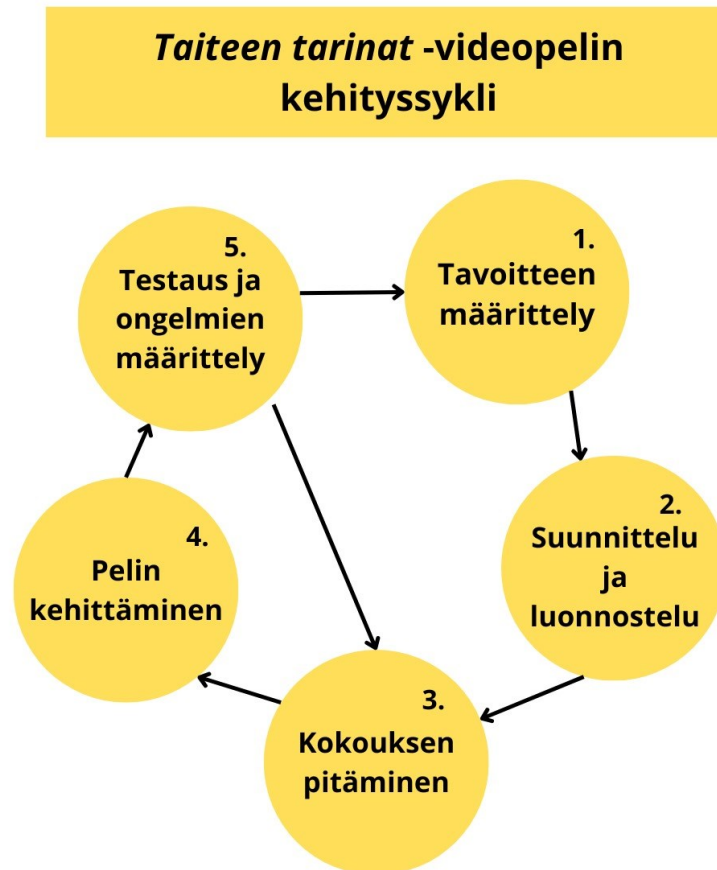 Taiteen tarinat -videopelin
kehityssykli
1.
Tavoitteen
määrittely
2.
Suunnittelu
ja
luonnostelu
3.
Kokouksen
pitäminen
4.
Pelin
kehittäminen
5.
Testaus ja
ongelmien
määrittely